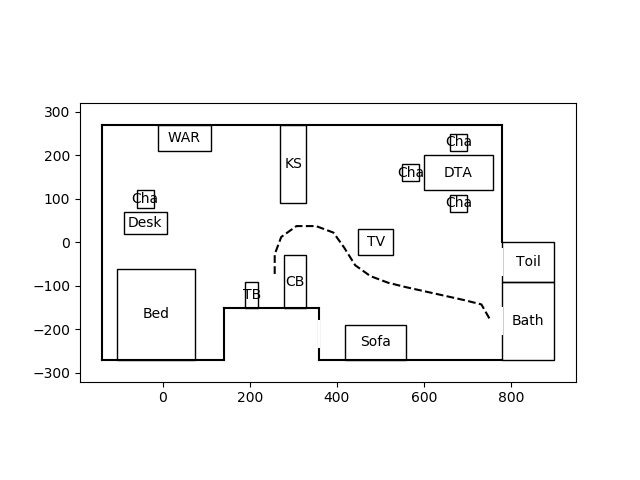 300
200
100
0
−100
−200
−300
0
200
400
600
800
WAR
KS
Cha
Cha
DTA
Cha
Cha
Desk
TV
Toil
CB
TB
Bed
Bath
Sofa